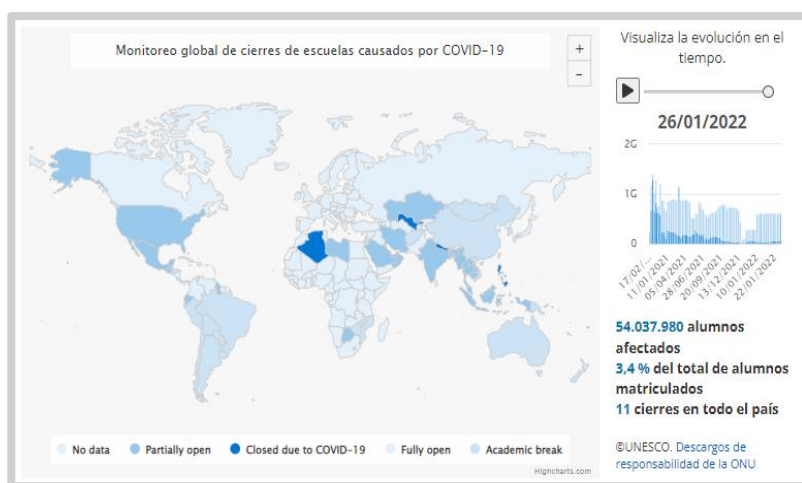 Monitoreo global de cierres de escuelas causados por COVID-19
+
-
No data
Partially open
Closed due to COVID-19
Fully open
Academic break
Highcharts.com
Visualiza la evolución en el
tiempo.
26/01/2022
2G
1G
0
17/02/...
11/01/2021
05/04/2021
28/06/2021
20/09/2021
13/12/2021
10/01/2022
22/01/2022
54.037.980 alumnos
afectados
3,4 % del total de alumnos
matriculados
11 cierres en todo el país
©UNESCO. Descargos de
responsabilidad de la ONU